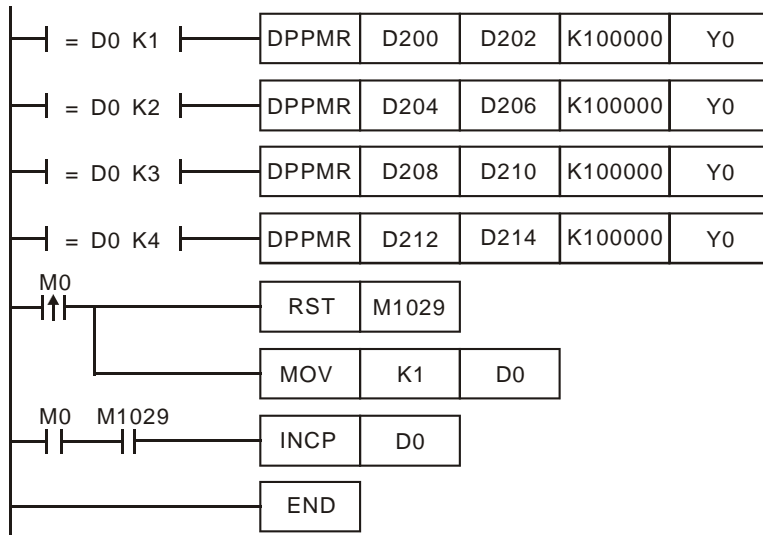 = D0 K1 DPPMR D200 D202 K100000 Y0
= D0 K2 DPPMR D204 D206 K100000 Y0
= D0 K3 DPPMR D208 D210 K100000 Y0
= D0 K4 DPPMR D212 D214 K100000 Y0
M0
RST M1029
MOV K1 D0
M0 M1029
INCP D0
END